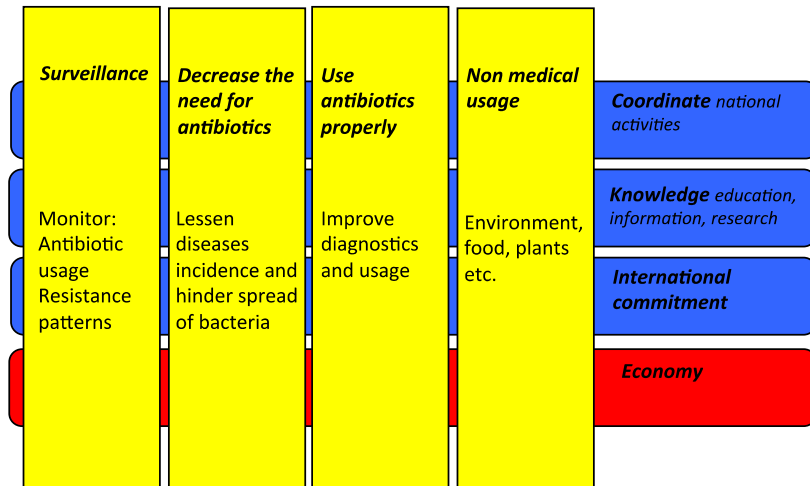 Surveillance
Monitor:
Antibiotic
usage
Resistance
patterns
Decrease the
need for
antibiotics
Lessen
diseases
incidence and
hinder spread
of bacteria
Use
antibiotics
properly
Improve
diagnostics
and usage
Non medical
usage
Environment,
food, plants
etc.
Coordinate national
activities
Knowledge education,
information, research
International
commitment
Economy